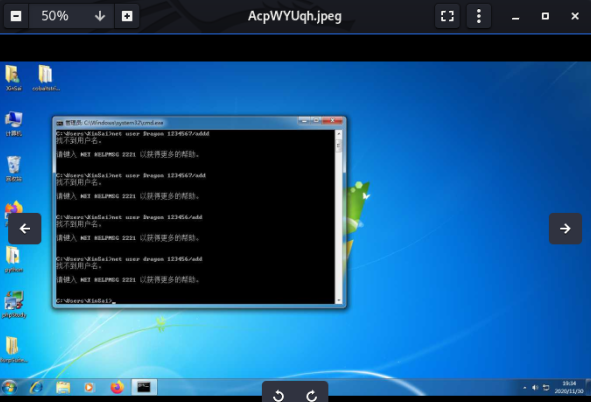 50%
AcpWYUqh.jpeg
XinSai
计算机
管理员: C:\Windows\system32\cmd.exe
C:\Users\XinSai>net user Dragon 1234567/addd
找不到用户名。
请键入 NET HELPMSG 2221 以获得更多的帮助。
C:\Users\XinSai>net user Dragon 1234567/add
找不到用户名。
请键入 NET HELPMSG 2221 以获得更多的帮助。
C:\Users\XinSai>net user Dragon 123456/add
找不到用户名。
请键入 NET HELPMSG 2221 以获得更多的帮助。
C:\Users\XinSai>net user dragon 123456/add
找不到用户名。
请键入 NET HELPMSG 2221 以获得更多的帮助。
C:\Users\XinSai>
python
phpStudy
19:34
2020/11/30